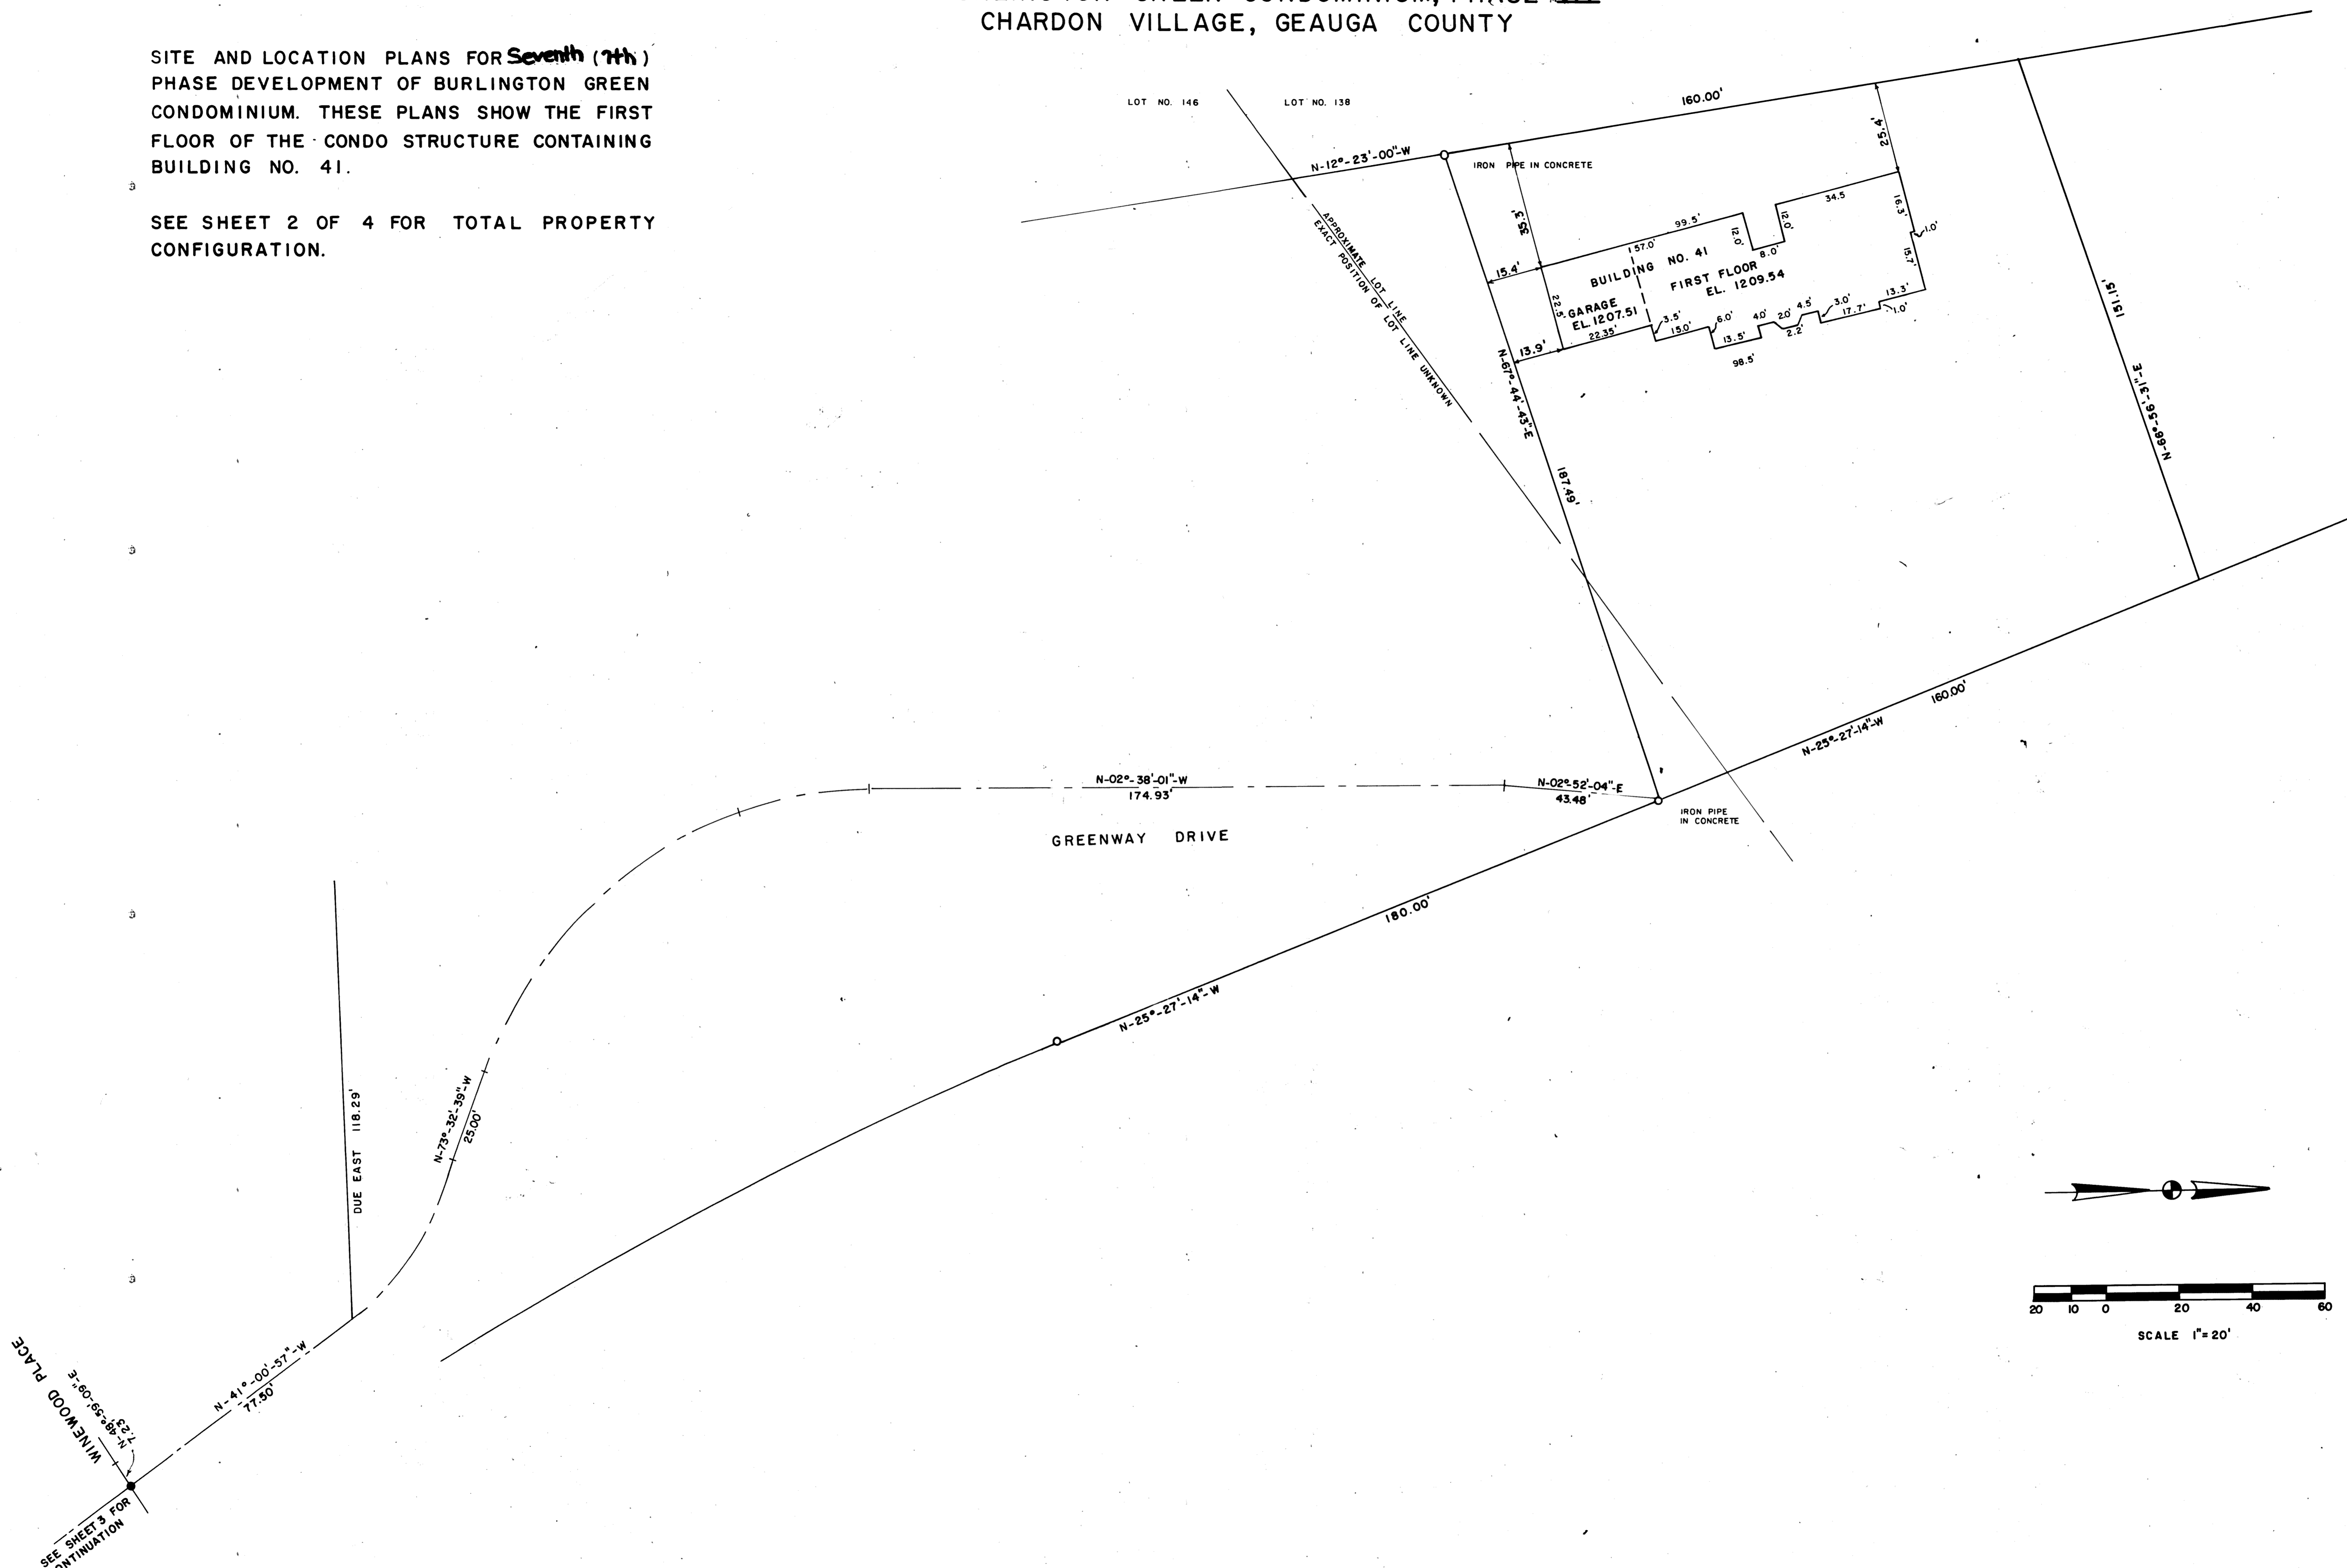 CHARDON VILLAGE, GEAUGA COUNTY
SITE AND LOCATION PLANS FOR Seventh (7th)
PHASE DEVELOPMENT OF BURLINGTON GREEN
CONDOMINIUM. THESE PLANS SHOW THE FIRST
FLOOR OF THE CONDO STRUCTURE CONTAINING
BUILDING NO. 41.
SEE SHEET 2 OF 4 FOR TOTAL PROPERTY
CONFIGURATION.
LOT NO. 146
LOT NO. 138
160.00'
N-12°-23'-00"-W
IRON PIPE IN CONCRETE
25.4'
35.3'
APPROXIMATE LOT LINE
EXACT POSITION OF LOT LINE UNKNOWN
34.5
16.3'
1.0'
15.7'
99.5'
12.0'
12.0'
8.0'
157.0'
BUILDING NO. 41
FIRST FLOOR
EL. 1209.54
15.4'
22.5'
GARAGE
EL.1207.51
22.35'
3.5'
15.0'
6.0'
13.5'
4.0'
2.0'
2.2'
4.5'
3.0'
17.7'
13.3'
1.0'
98.5'
13.9'
N-67°-44'-43"-E
187.49'
151.15'
N-66°-56'-31"-E
N-02°-38'-01"-W
174.93'
N-02°-52'-04"-E
43.48'
GREENWAY DRIVE
IRON PIPE
IN CONCRETE
N-25°-27'-14"-W
160.00'
180.00'
N-25°-27'-14"-W
DUE EAST 118.29'
N-73°-32'-39"-W
25.00'
N-41°-00'-57"-W
77.50'
WINEWOOD PLACE
N-48°-59'-09"-E
7.23'
SEE SHEET 3 FOR
20 10 0 20 40 60
SCALE 1"=20'